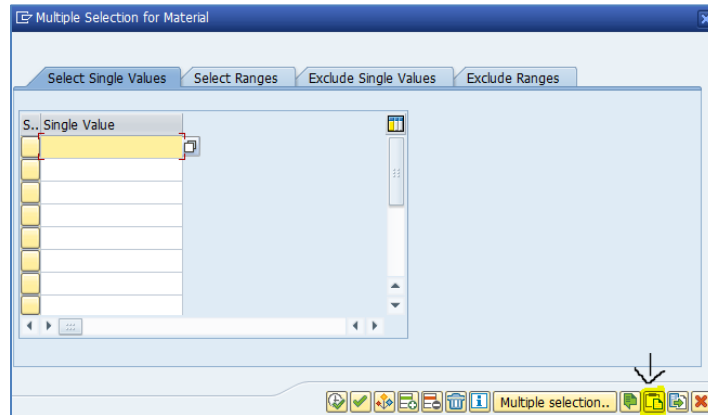 Multiple Selection for Material
Select Single Values Select Ranges Exclude Single Values Exclude Ranges
S.. Single Value
Multiple selection..